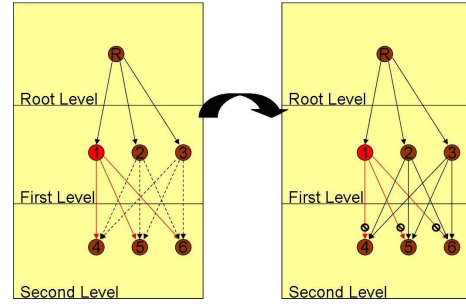 R
Root Level
1 2 3
First Level
4 5 6
Second Level
R
Root Level
1 2 3
First Level
4 5 6
Second Level